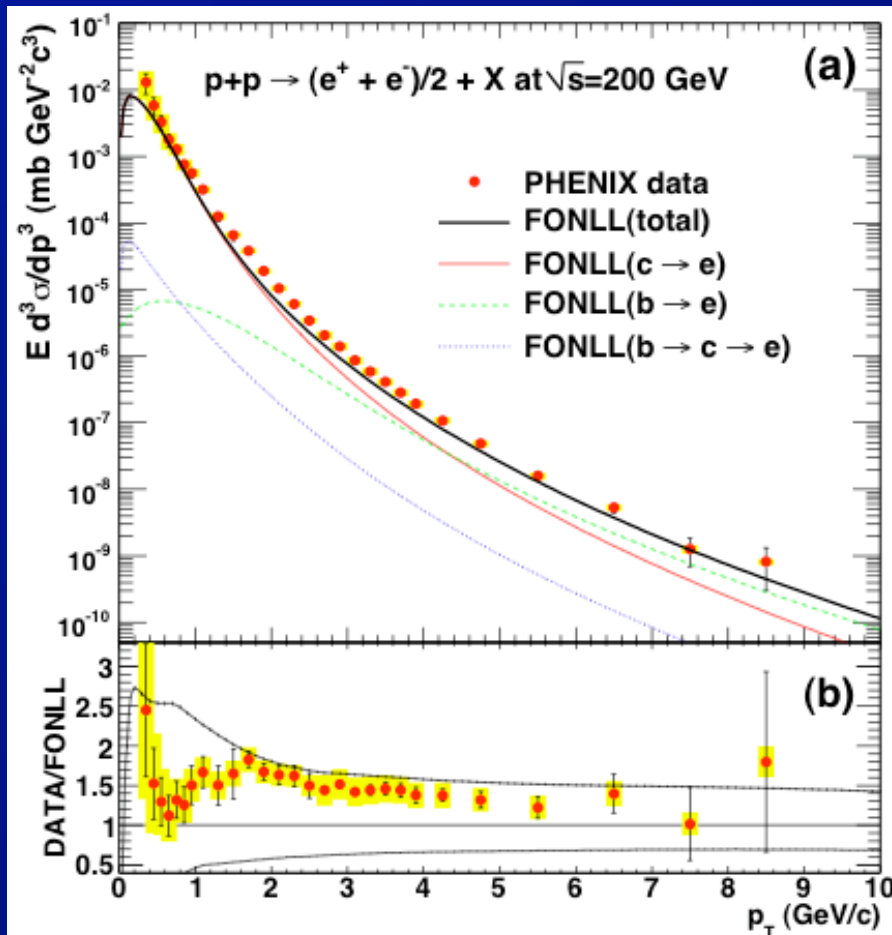 (a)
p+p → (e⁺ + e⁻)/2 + X at √s=200 GeV
PHENIX data
FONLL(total)
FONLL(c → e)
FONLL(b → e)
FONLL(b → c → e)
E d³σ/dp³ (mb GeV⁻²c³)
10⁻¹
10⁻²
10⁻³
10⁻⁴
10⁻⁵
10⁻⁶
10⁻⁷
10⁻⁸
10⁻⁹
10⁻¹⁰
(b)
DATA/FONLL
3
2.5
2
1.5
1
0.5
0 1 2 3 4 5 6 7 8 9 10
p_T (GeV/c)